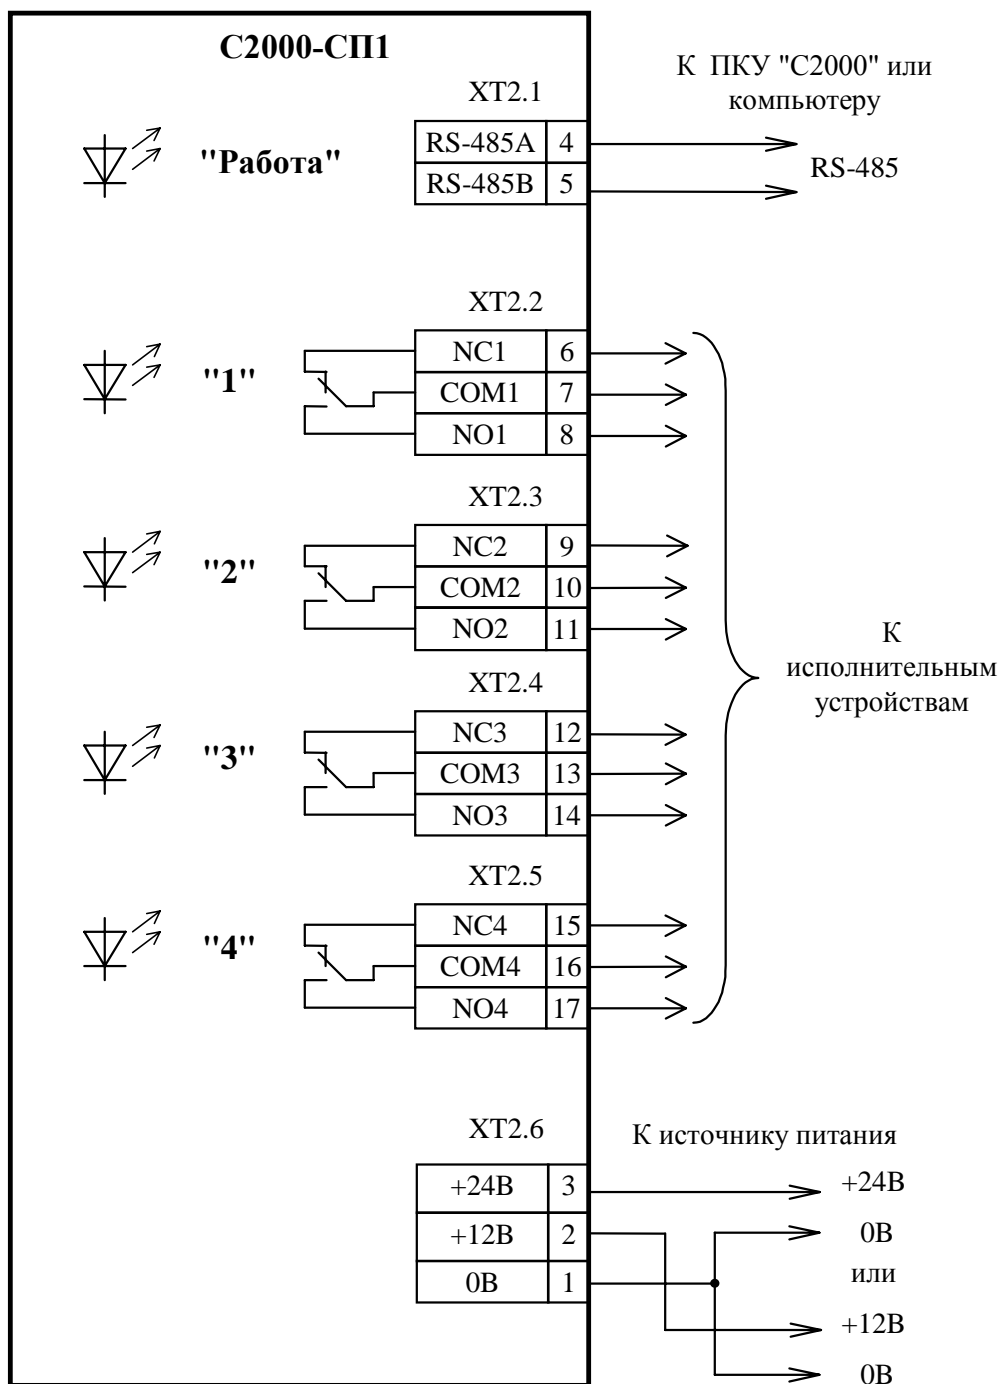 С2000-СП1
К ПКУ "С2000" или
компьютеру
XT2.1
"Работа"
RS-485A 4
RS-485B 5
RS-485
XT2.2
"1"
NC1 6
COM1 7
NO1 8
XT2.3
"2"
NC2 9
COM2 10
NO2 11
К
исполнительным
устройствам
XT2.4
"3"
NC3 12
COM3 13
NO3 14
XT2.5
"4"
NC4 15
COM4 16
NO4 17
XT2.6
К источнику питания
+24В 3
+12В 2
0В 1
+24В
0В
или
+12В
0В